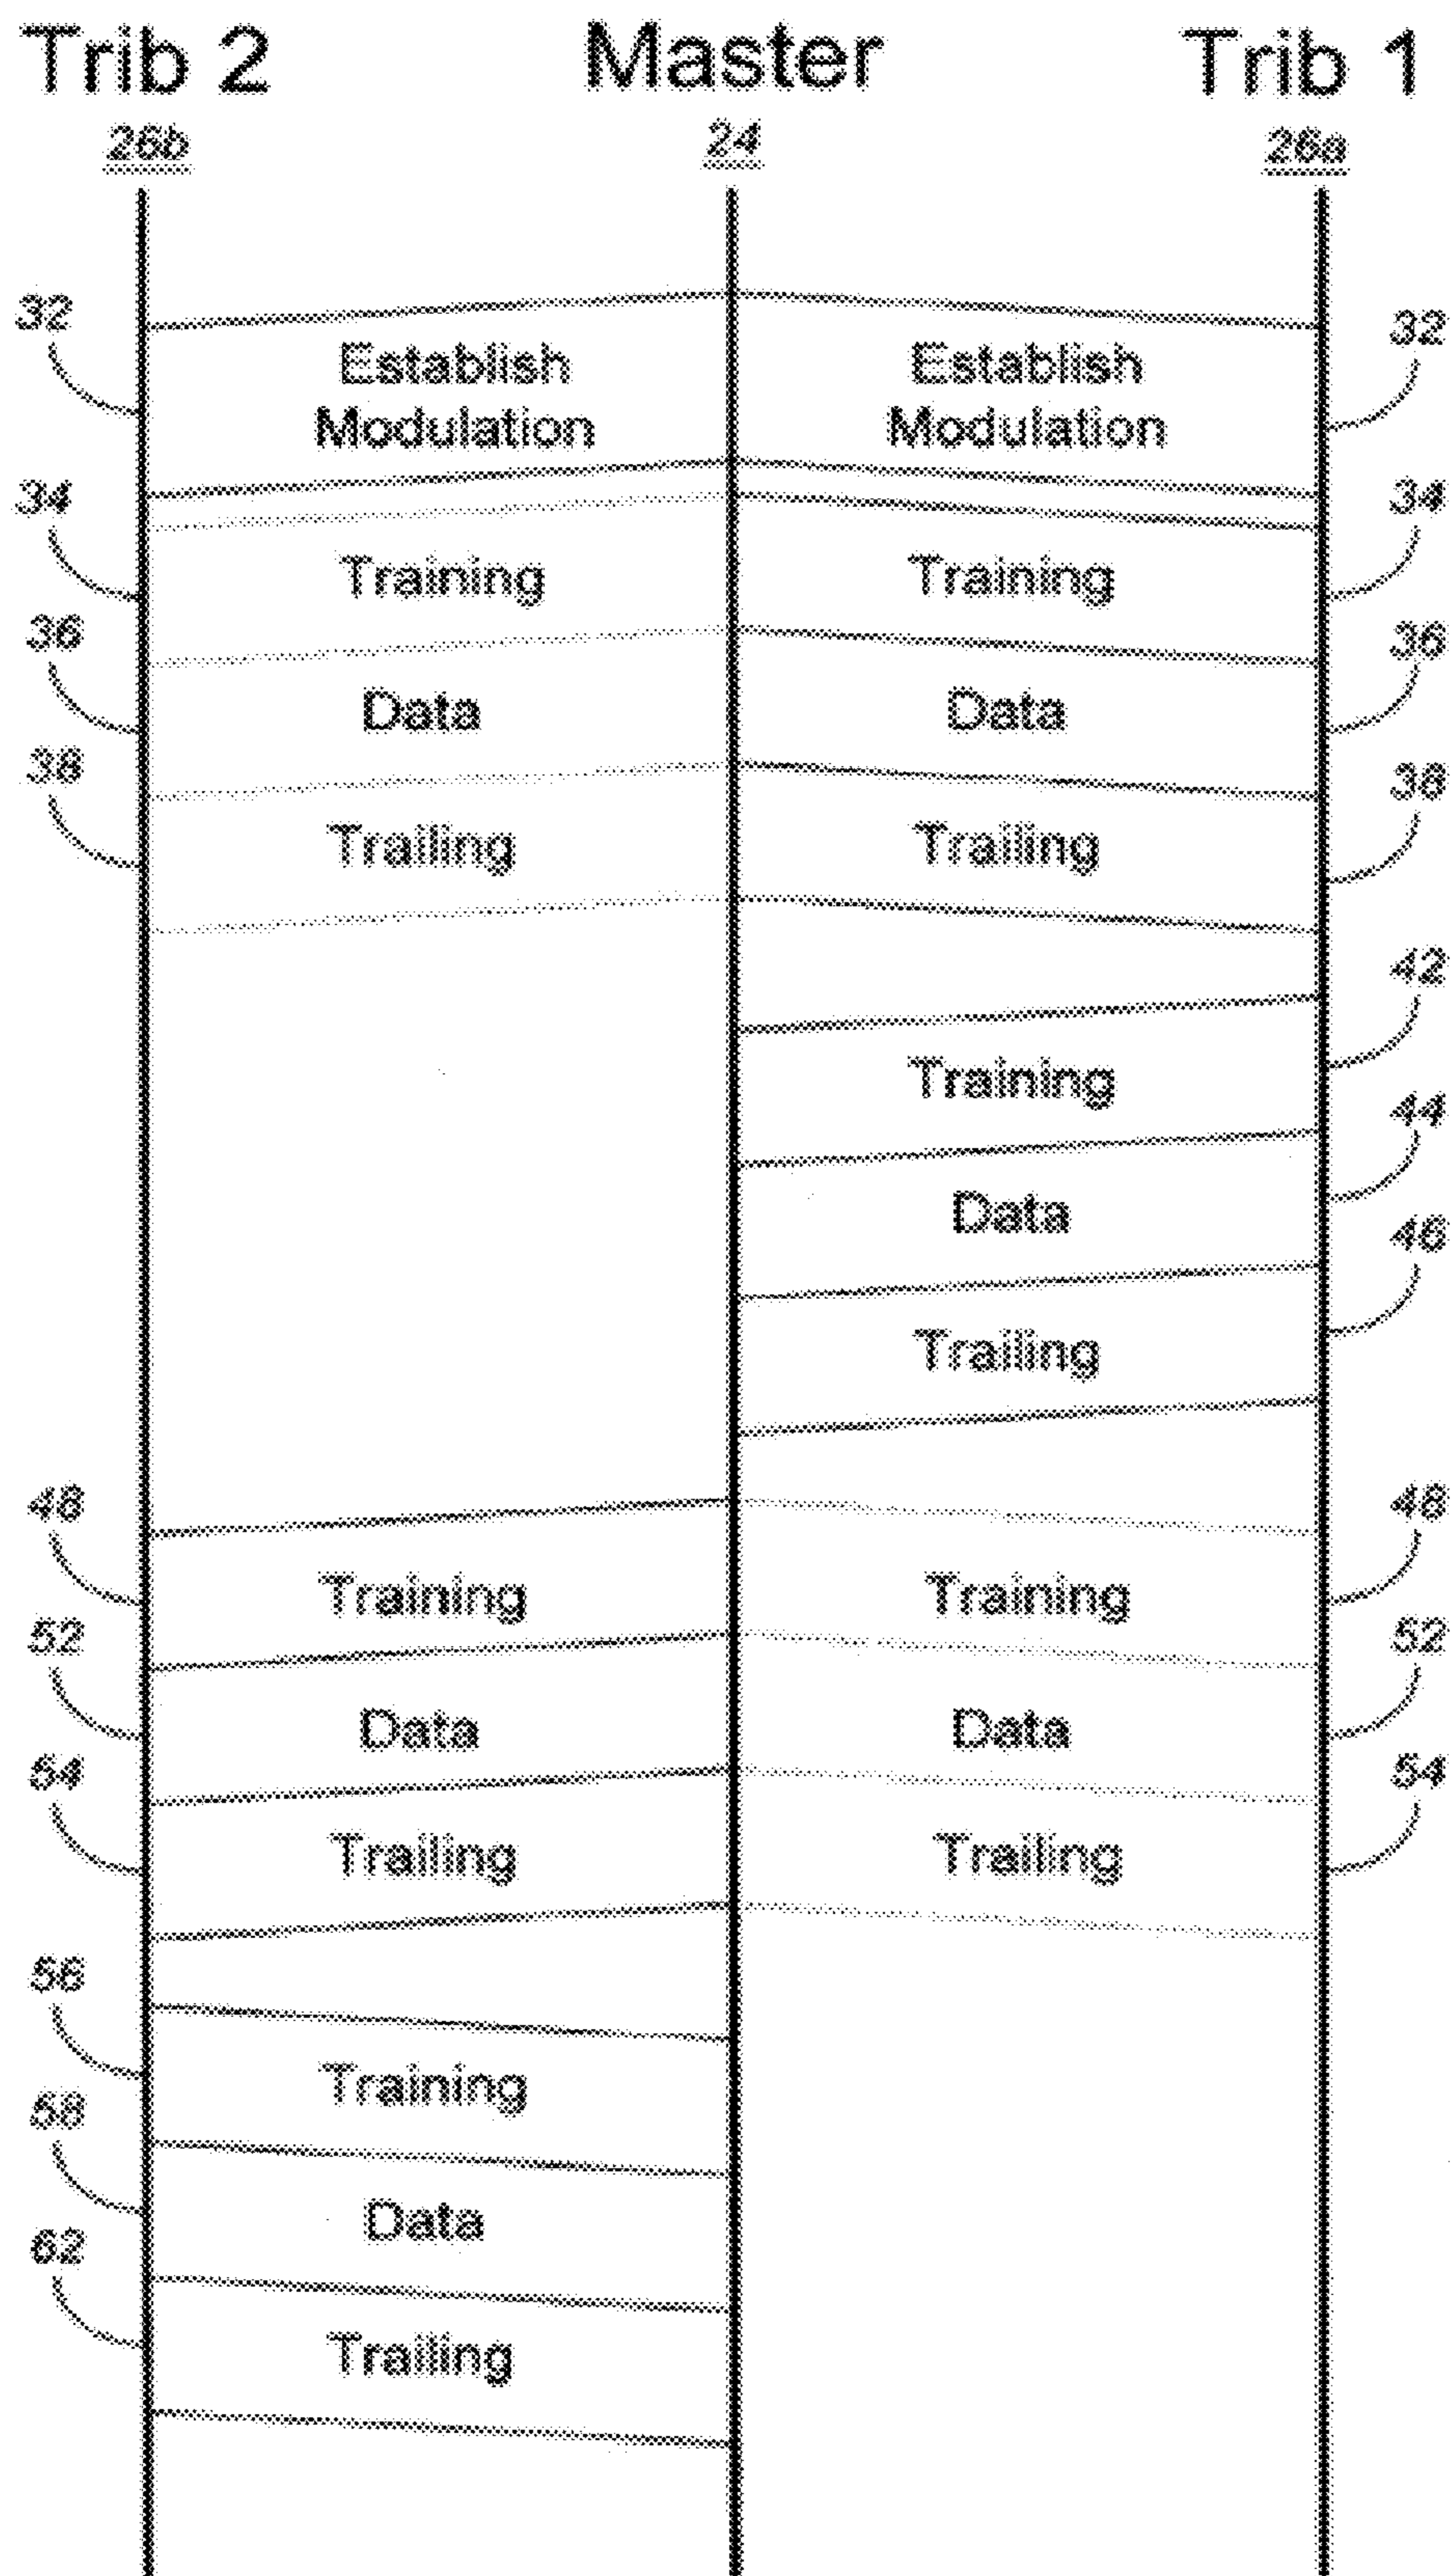 Trib 2 Master Trib 1
26b 24 26a
32 Establish Establish 32
Modulation Modulation
34 Training Training 34
36 Data Data 36
38 Trailing Trailing 38
42
Training
44
Data
46
Trailing
48 48
Training Training
52 52
Data Data
54 54
Trailing Trailing
56
Training
58
Data
62
Trailing